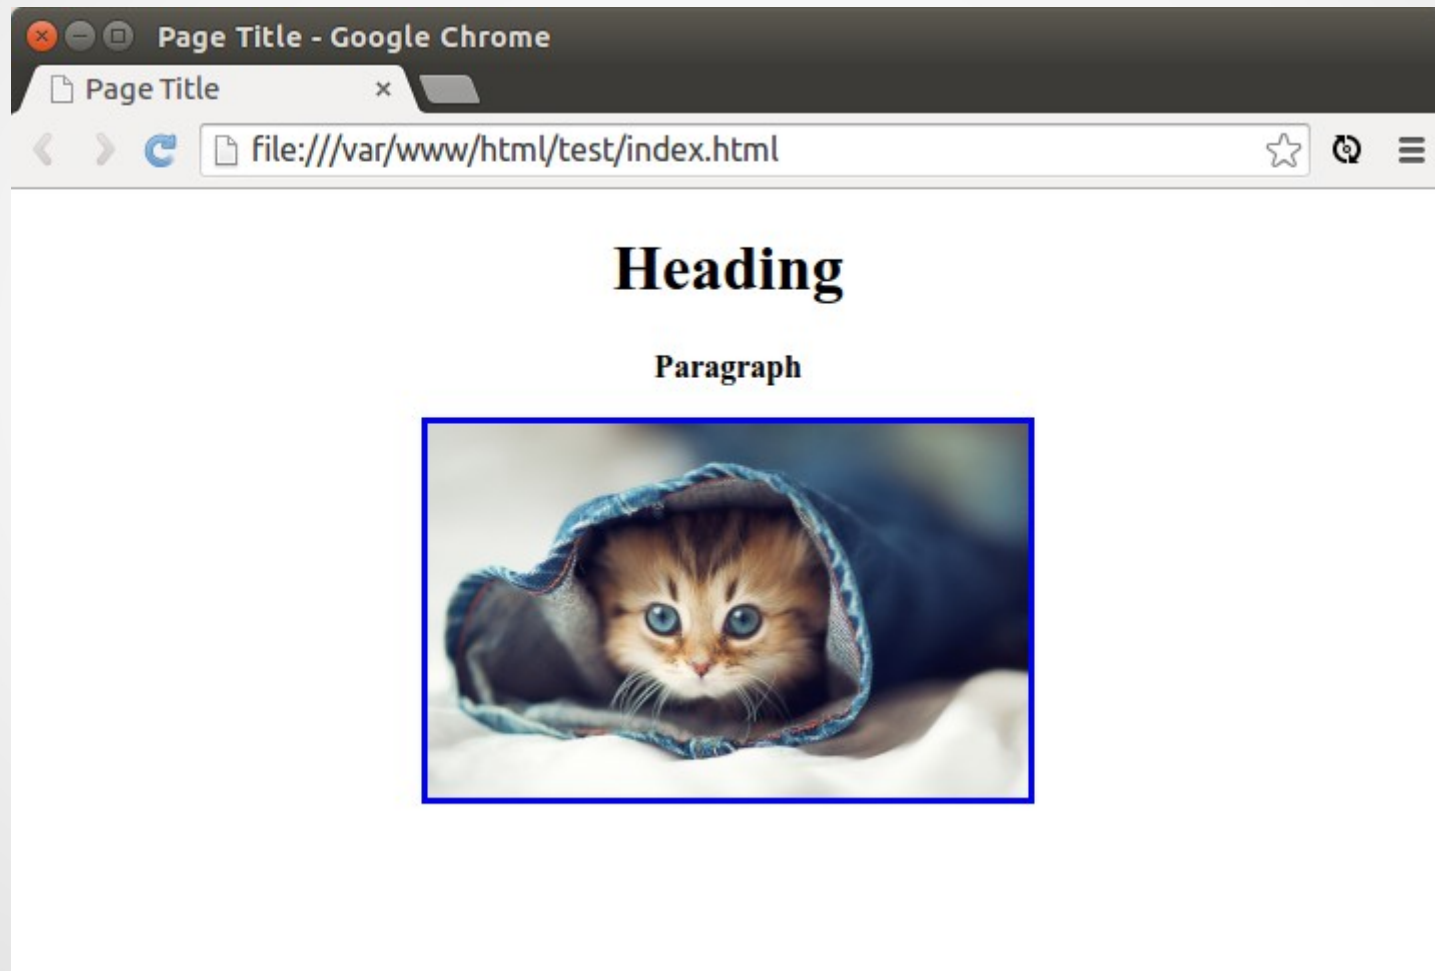 Page Title - Google Chrome
Page Title
file:///var/www/html/test/index.html
Heading
Paragraph